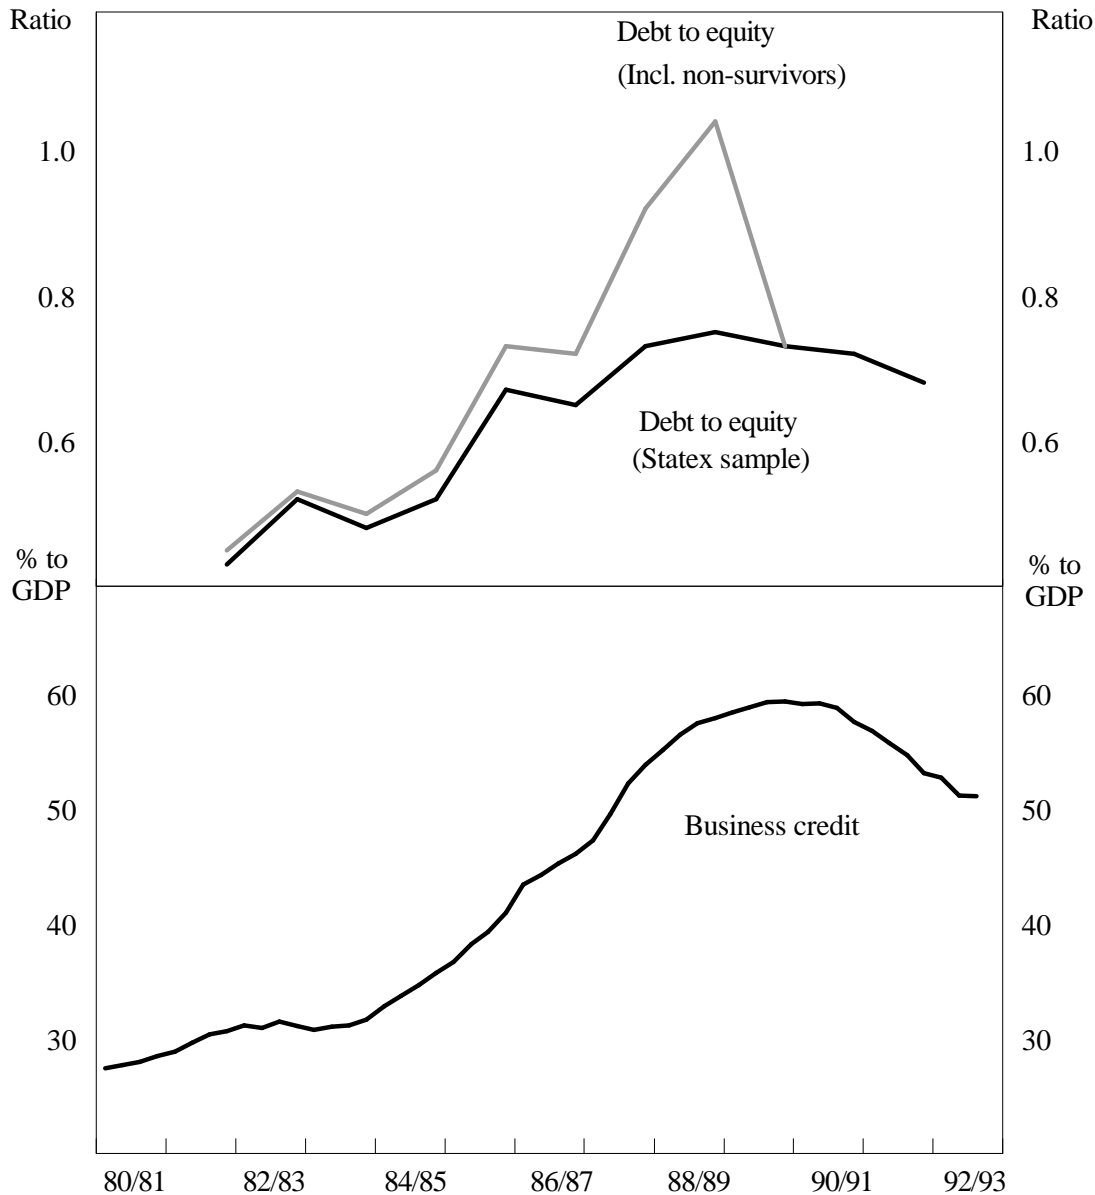 Ratio
Ratio
Debt to equity
(Incl. non-survivors)
1.0
1.0
0.8
0.8
Debt to equity
(Statex sample)
0.6
0.6
% to
GDP
% to
GDP
60
60
50
50
Business credit
40
40
30
30
80/81 82/83 84/85 86/87 88/89 90/91 92/93